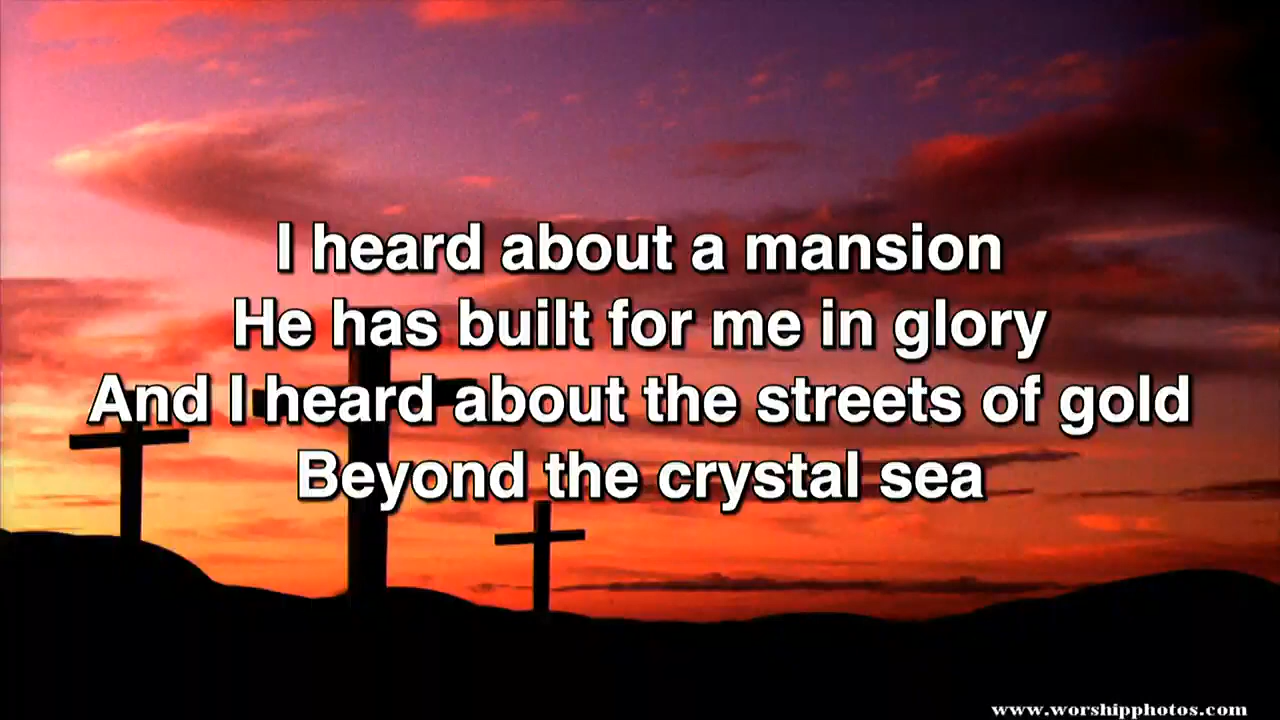 I heard about a mansion
He has built for me in glory
And I heard about the streets of gold
Beyond the crystal sea
www.worshipphotos.com